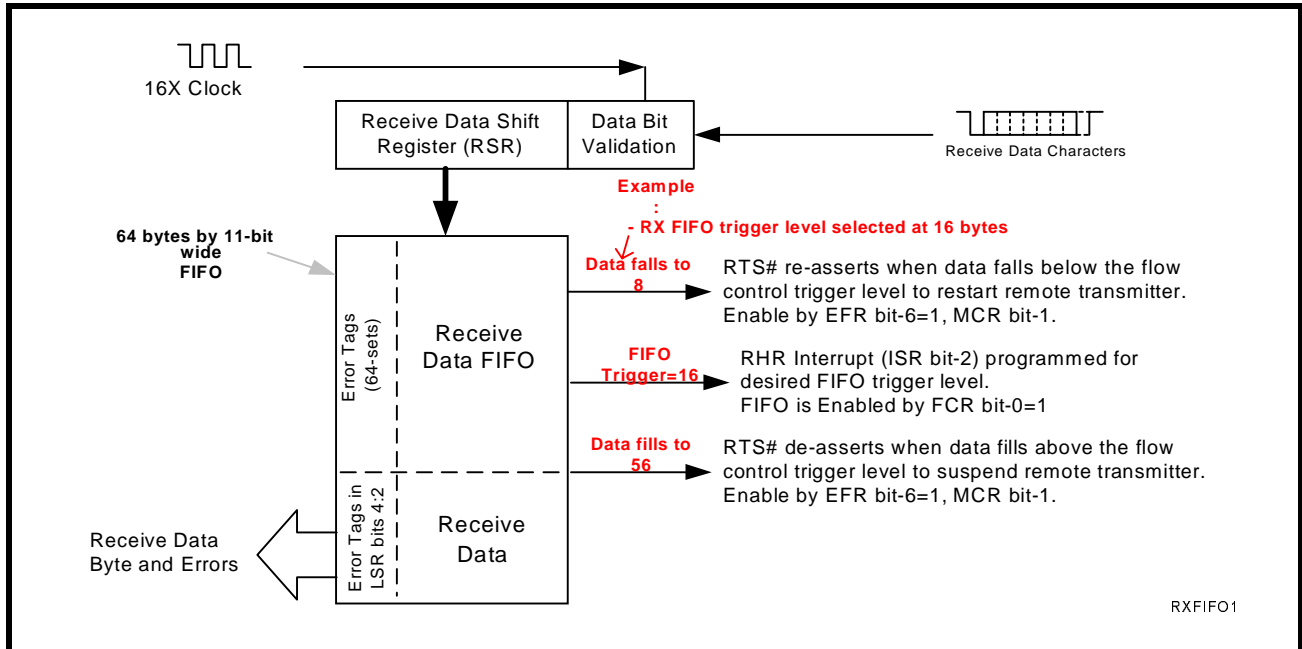 16X Clock
Receive Data Shift
Register (RSR)
Data Bit
Validation
Receive Data Characters
Example
:
- RX FIFO trigger level selected at 16 bytes
64 bytes by 11-bit
wide
FIFO
Data falls to
8
RTS# re-asserts when data falls below the flow
control trigger level to restart remote transmitter.
Enable by EFR bit-6=1, MCR bit-1.
Error Tags
(64-sets)
Receive
Data FIFO
FIFO
Trigger=16
RHR Interrupt (ISR bit-2) programmed for
desired FIFO trigger level.
FIFO is Enabled by FCR bit-0=1
Data fills to
56
RTS# de-asserts when data fills above the flow
control trigger level to suspend remote transmitter.
Enable by EFR bit-6=1, MCR bit-1.
Error Tags in
LSR bits 4:2
Receive
Data
Receive Data
Byte and Errors
RXFIFO1